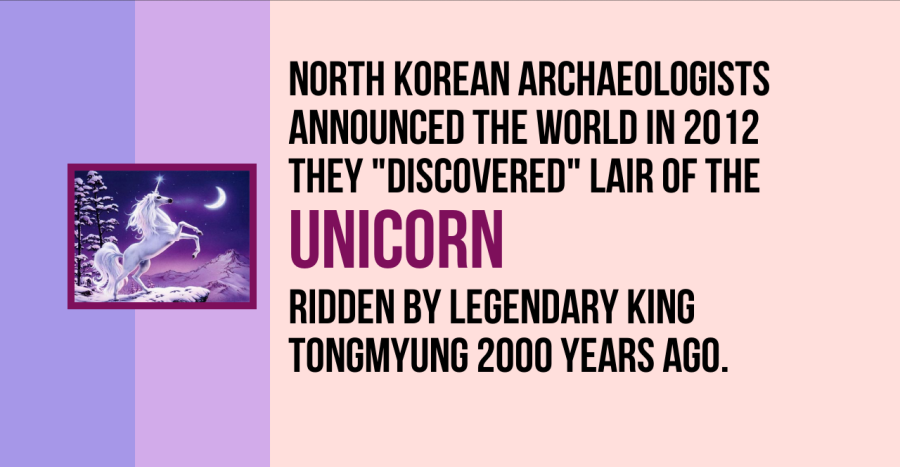 NORTH KOREAN ARCHAEOLOGISTS
ANNOUNCED THE WORLD IN 2012
THEY "DISCOVERED" LAIR OF THE
UNICORN
RIDDEN BY LEGENDARY KING
TONGMYUNG 2000 YEARS AGO.